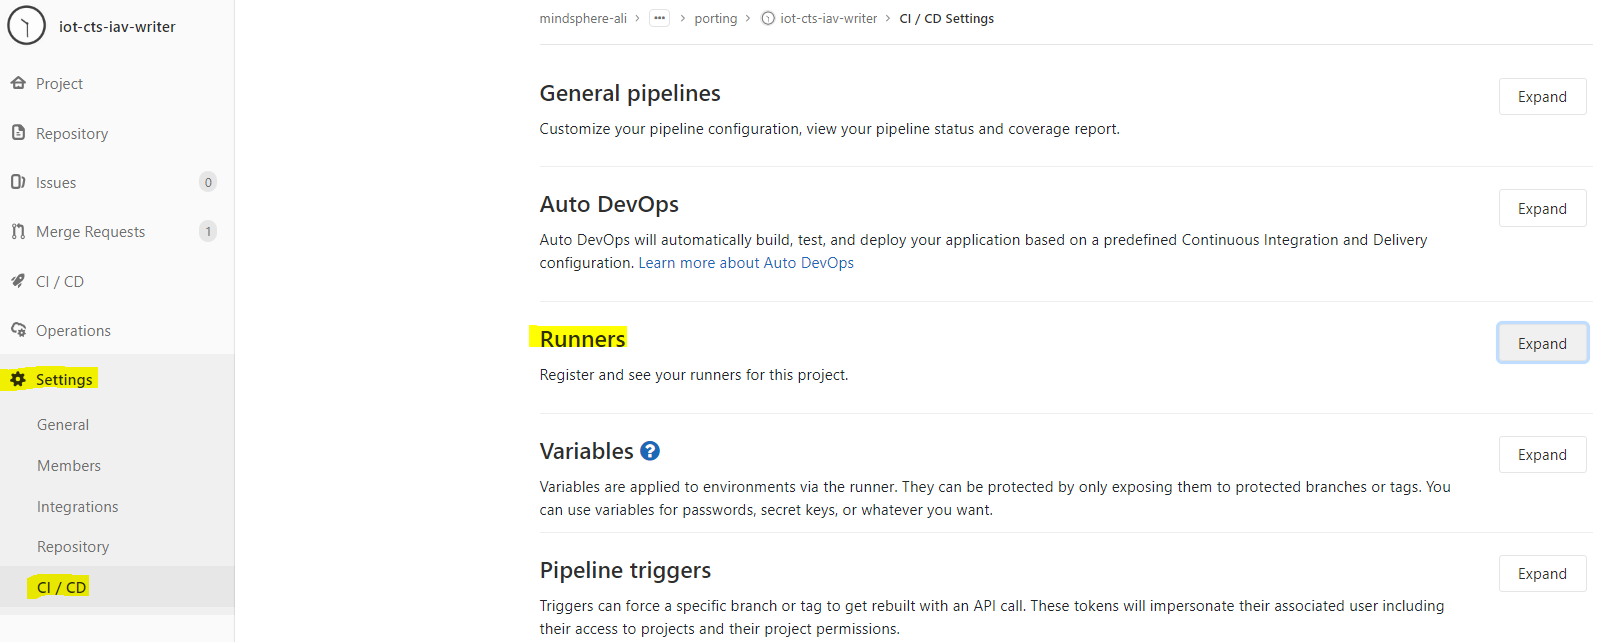 iot-cts-iav-writer
Project
Repository
Issues 0
Merge Requests 1
CI / CD
Operations
Settings
General
Members
Integrations
Repository
CI / CD
mindsphere-ali > ••• > porting > iot-cts-iav-writer > CI / CD Settings
General pipelines
Expand
Customize your pipeline configuration, view your pipeline status and coverage report.
Auto DevOps
Expand
Auto DevOps will automatically build, test, and deploy your application based on a predefined Continuous Integration and Delivery
configuration. Learn more about Auto DevOps
Runners
Expand
Register and see your runners for this project.
Variables ?
Expand
Variables are applied to environments via the runner. They can be protected by only exposing them to protected branches or tags. You
can use variables for passwords, secret keys, or whatever you want.
Pipeline triggers
Expand
Triggers can force a specific branch or tag to get rebuilt with an API call. These tokens will impersonate their associated user including
their access to projects and their project permissions.